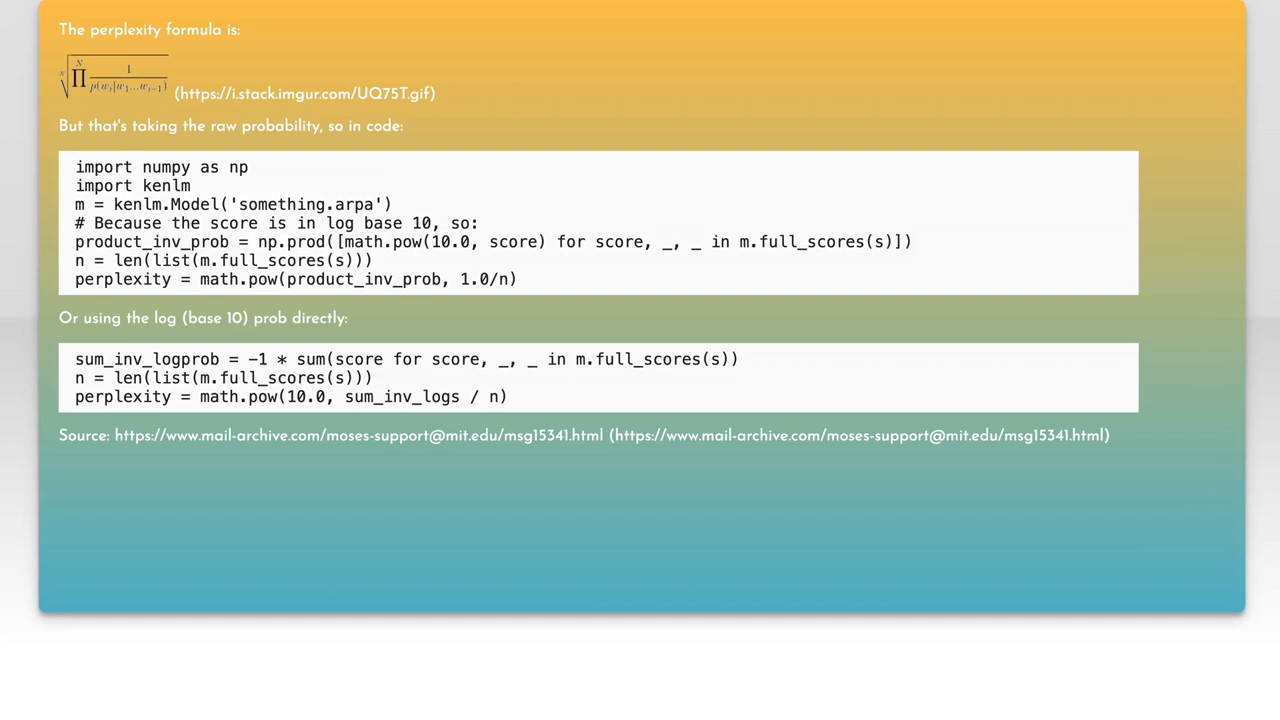 The perplexity formula is:
N√ N∏ 1/p(wᵢ|w₁...wᵢ₋₁) (https://i.stack.imgur.com/UQ75T.gif)
But that's taking the raw probability, so in code:
import numpy as np
import kenlm
m = kenlm.Model('something.arpa')
# Because the score is in log base 10, so:
product_inv_prob = np.prod([math.pow(10.0, score) for score, _, _ in m.full_scores(s)])
n = len(list(m.full_scores(s)))
perplexity = math.pow(product_inv_prob, 1.0/n)
Or using the log (base 10) prob directly:
sum_inv_logprob = -1 * sum(score for score, _, _ in m.full_scores(s))
n = len(list(m.full_scores(s)))
perplexity = math.pow(10.0, sum_inv_logs / n)
Source: https://www.mail-archive.com/moses-support@mit.edu/msg15341.html (https://www.mail-archive.com/moses-support@mit.edu/msg15341.html)